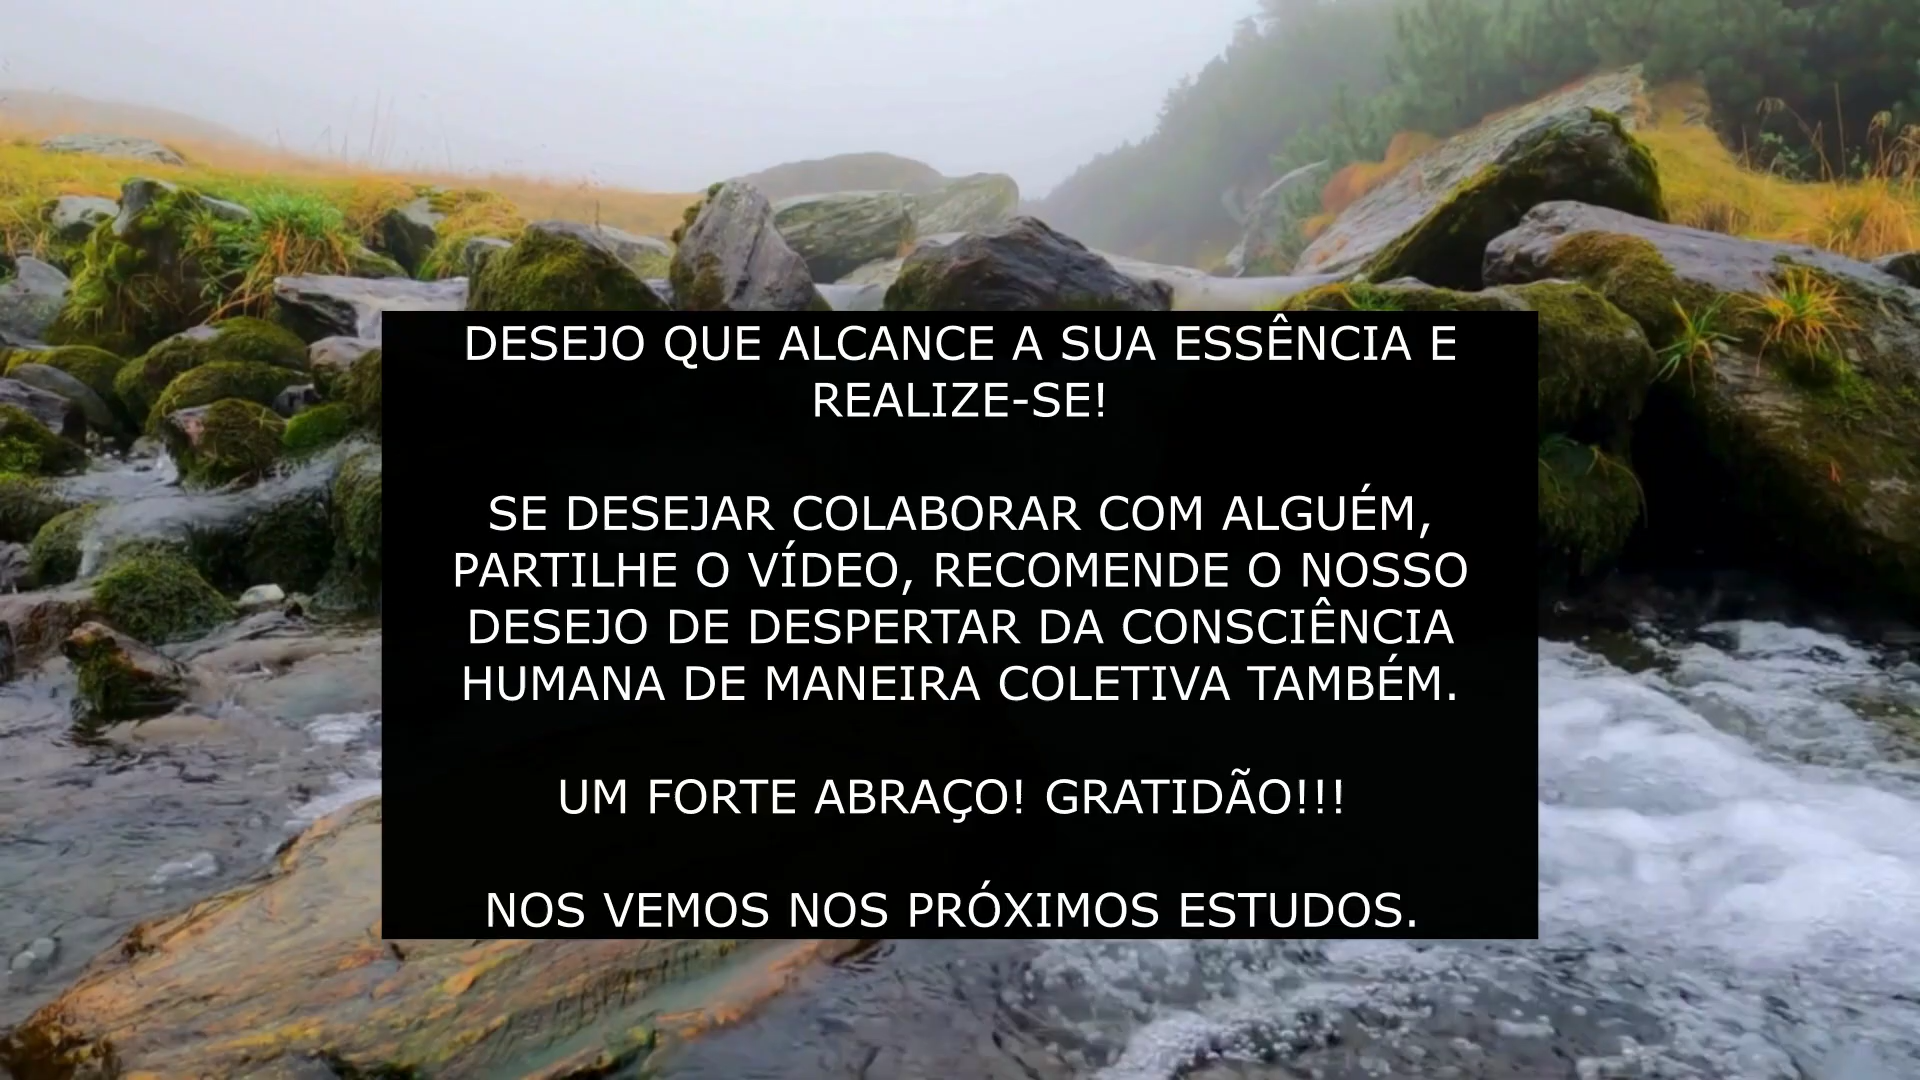 DESEJO QUE ALCANCE A SUA ESSÊNCIA E
REALIZE-SE!
SE DESEJAR COLABORAR COM ALGUÉM,
PARTILHE O VÍDEO, RECOMENDE O NOSSO
DESEJO DE DESPERTAR DA CONSCIÊNCIA
HUMANA DE MANEIRA COLETIVA TAMBÉM.
UM FORTE ABRAÇO! GRATIDÃO!!!
NOS VEMOS NOS PRÓXIMOS ESTUDOS.